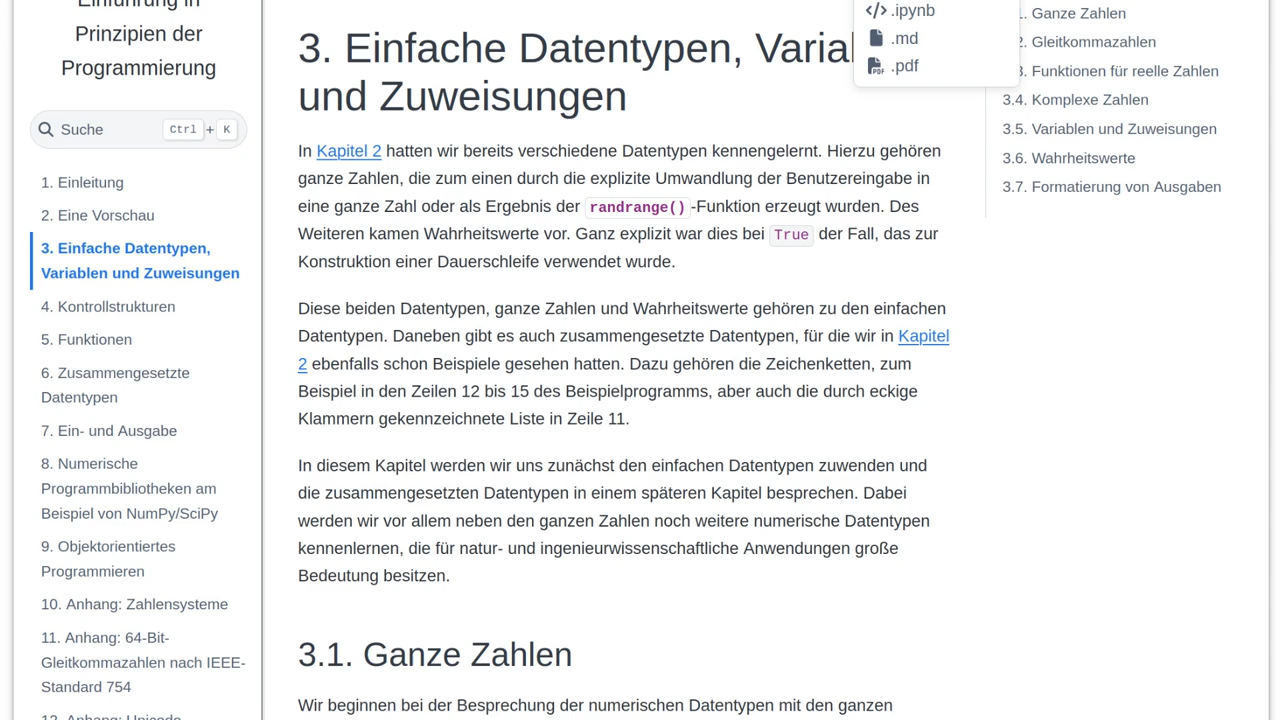 Einführung in
Prinzipien der
Programmierung
Suche Ctrl + K
1. Einleitung
2. Eine Vorschau
3. Einfache Datentypen,
Variablen und Zuweisungen
4. Kontrollstrukturen
5. Funktionen
6. Zusammengesetzte
Datentypen
7. Ein- und Ausgabe
8. Numerische
Programmbibliotheken am
Beispiel von NumPy/SciPy
9. Objektorientiertes
Programmieren
10. Anhang: Zahlensysteme
11. Anhang: 64-Bit-
Gleitkommazahlen nach IEEE-
Standard 754
12. Anhang: Unicode
3. Einfache Datentypen,
und Zuweisungen
In Kapitel 2 hatten wir bereits verschiedene Datentypen kennengelernt. Hierzu gehören
ganze Zahlen, die zum einen durch die explizite Umwandlung der Benutzereingabe in
eine ganze Zahl oder als Ergebnis der randrange()-Funktion erzeugt wurden. Des
Weiteren kamen Wahrheitswerte vor. Ganz explizit war dies bei True der Fall, das zur
Konstruktion einer Dauerschleife verwendet wurde.
Diese beiden Datentypen, ganze Zahlen und Wahrheitswerte gehören zu den einfachen
Datentypen. Daneben gibt es auch zusammengesetzte Datentypen, für die wir in Kapitel
2 ebenfalls schon Beispiele gesehen hatten. Dazu gehören die Zeichenketten, zum
Beispiel in den Zeilen 12 bis 15 des Beispielprogramms, aber auch die durch eckige
Klammern gekennzeichnete Liste in Zeile 11.
In diesem Kapitel werden wir uns zunächst den einfachen Datentypen zuwenden und
die zusammengesetzten Datentypen in einem späteren Kapitel besprechen. Dabei
werden wir vor allem neben den ganzen Zahlen noch weitere numerische Datentypen
kennenlernen, die für natur- und ingenieurwissenschaftliche Anwendungen große
Bedeutung besitzen.
3.1. Ganze Zahlen
Wir beginnen bei der Besprechung der numerischen Datentypen mit den ganzen
.ipynb
.md
.pdf
Ganze Zahlen
Gleitkommazahlen
Funktionen für reelle Zahlen
3.4. Komplexe Zahlen
3.5. Variablen und Zuweisungen
3.6. Wahrheitswerte
3.7. Formatierung von Ausgaben